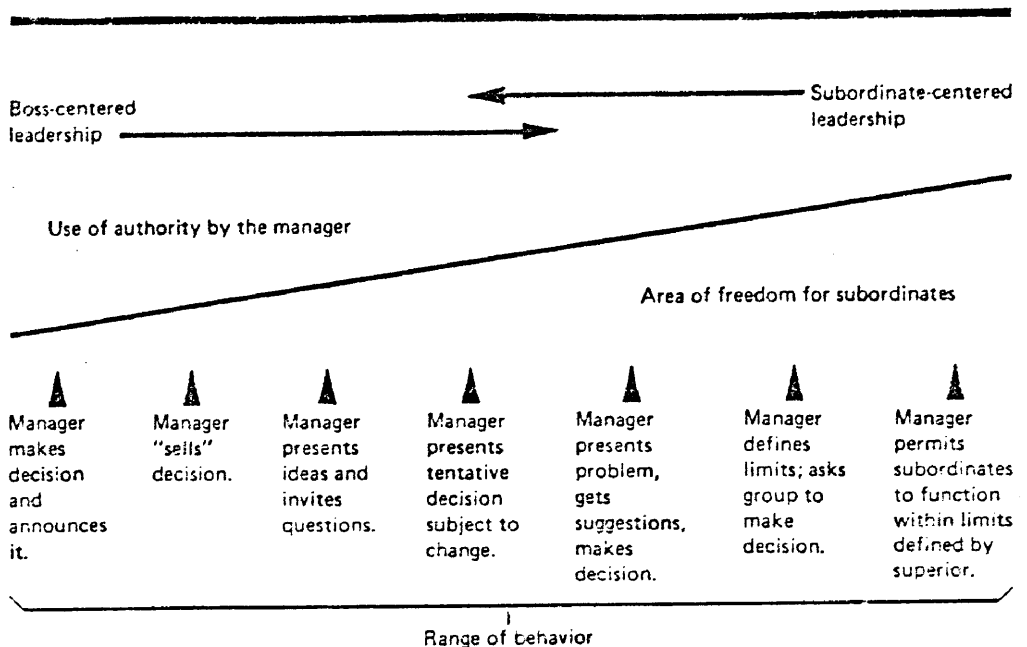 Boss-centered
leadership
Subordinate-centered
leadership
Use of authority by the manager
Area of freedom for subordinates
Manager
makes
decision
and
announces
it.
Manager
"sells"
decision.
Manager
presents
ideas and
invites
questions.
Manager
presents
tentative
decision
subject to
change.
Manager
presents
problem,
gets
suggestions,
makes
decision.
Manager
defines
limits; asks
group to
make
decision.
Manager
permits
subordinates
to function
within limits
defined by
superior.
Range of behavior